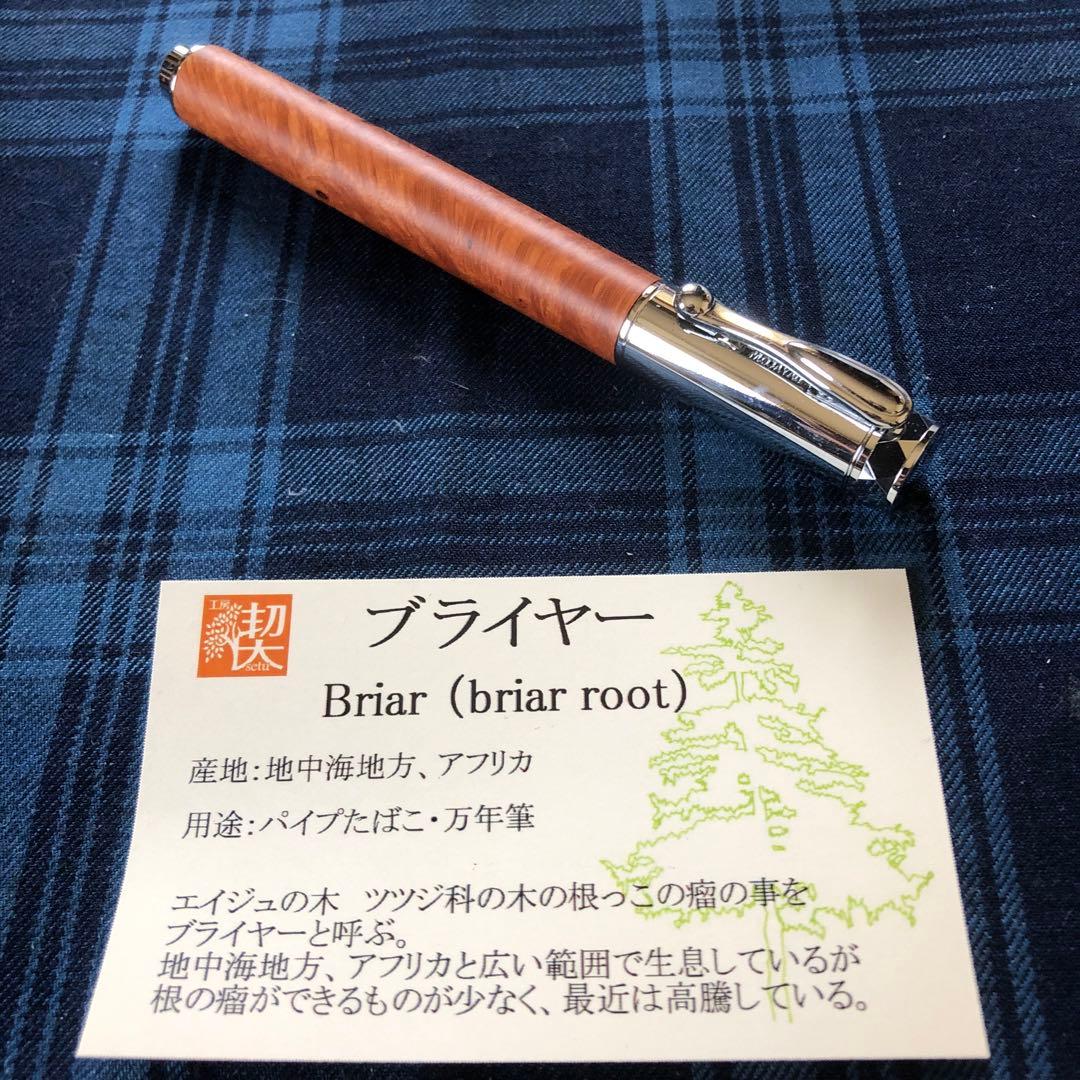 工房
契
setu
ブライヤー
Briar (briar root)
産地:地中海地方、アフリカ
用途:パイプたばこ・万年筆
エイジュの木 ツツジ科の木の根っこの瘤の事を
ブライヤーと呼ぶ。
地中海地方、アフリカと広い範囲で生息しているが
根の瘤ができるものが少なく、最近は高騰している。